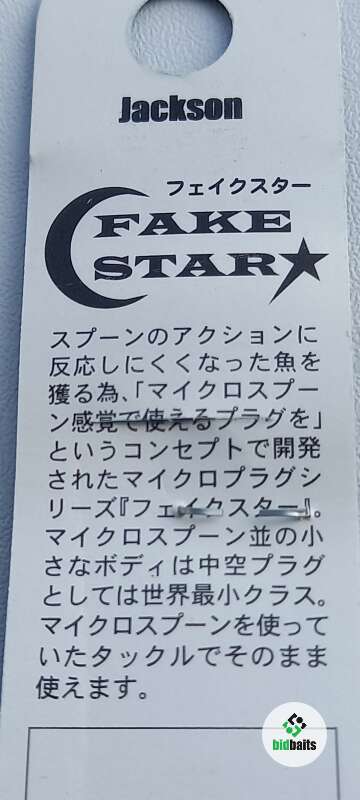 Jackson
フェイクスター
FAKE
STAR
スプーンのアクションに
反応しにくくなった魚を
獲る為、「マイクロスプー
ン感覚で使えるプラグを」
というコンセプトで開発
されたマイクロプラグシ
リーズ『フェイクスター』。
マイクロスプーン並の小
さなボディは中空プラグ
としては世界最小クラス。
マイクロスプーンを使って
いたタックルでそのまま
使えます。
bidbaits